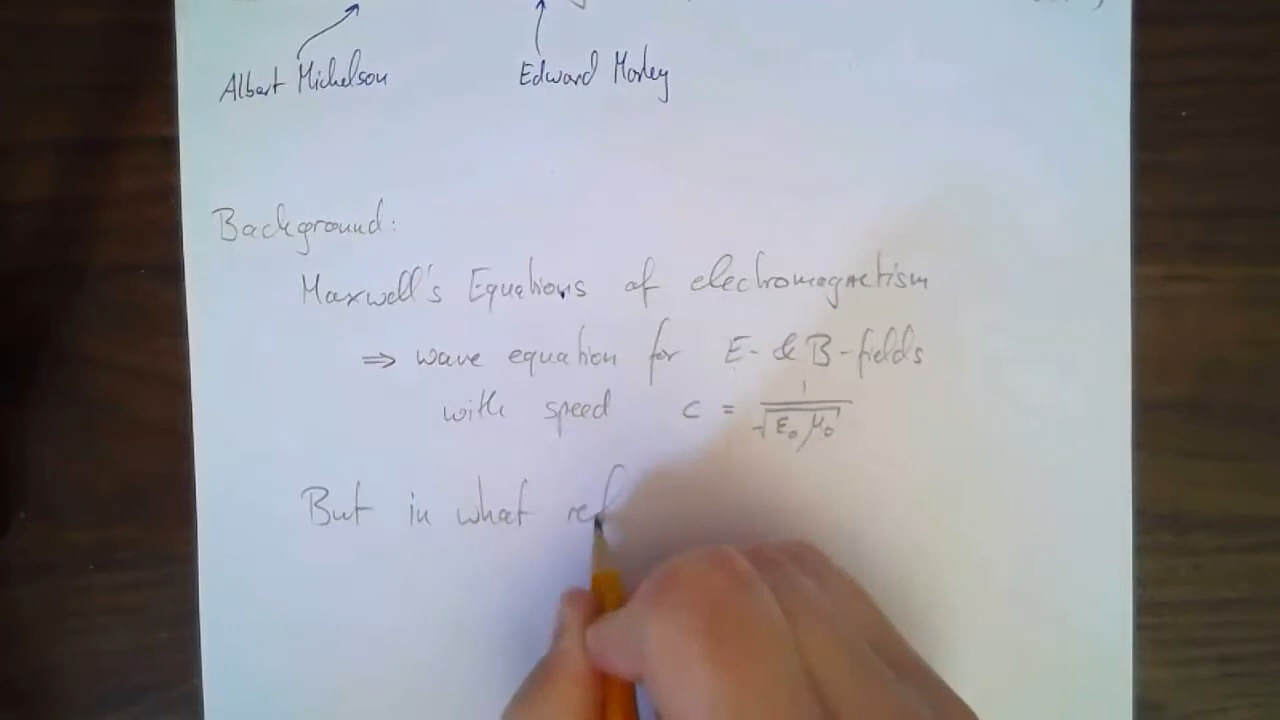 Albert Michelson
Edward Morley
Background:
Maxwell's Equations of electromagnetism
⇒ wave equation for E- & B-fields
with speed c = 1/√ε₀μ₀
But in what ref